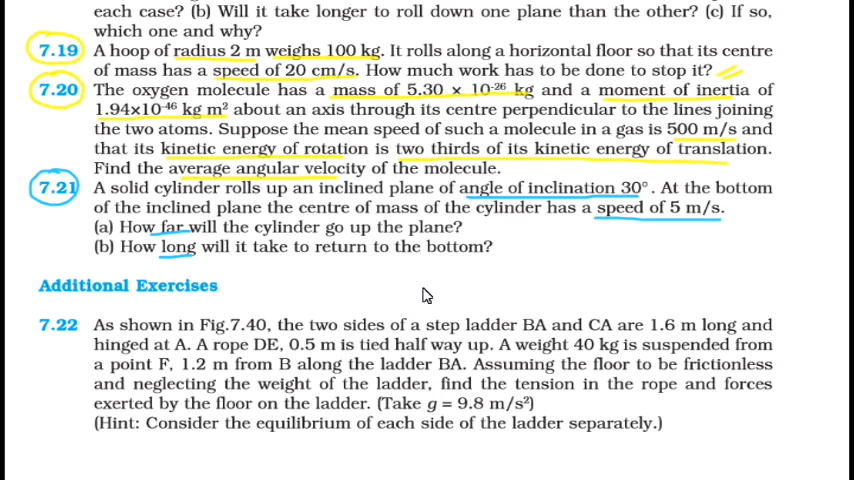 each case? (b) Will it take longer to roll down one plane than the other? (c) If so,
which one and why?
7.19 A hoop of radius 2 m weighs 100 kg. It rolls along a horizontal floor so that its centre
of mass has a speed of 20 cm/s. How much work has to be done to stop it?
7.20 The oxygen molecule has a mass of 5.30 × 10⁻²⁶ kg and a moment of inertia of
1.94×10⁻⁴⁶ kg m² about an axis through its centre perpendicular to the lines joining
the two atoms. Suppose the mean speed of such a molecule in a gas is 500 m/s and
that its kinetic energy of rotation is two thirds of its kinetic energy of translation.
Find the average angular velocity of the molecule.
7.21 A solid cylinder rolls up an inclined plane of angle of inclination 30°. At the bottom
of the inclined plane the centre of mass of the cylinder has a speed of 5 m/s.
(a) How far will the cylinder go up the plane?
(b) How long will it take to return to the bottom?
Additional Exercises
7.22 As shown in Fig.7.40, the two sides of a step ladder BA and CA are 1.6 m long and
hinged at A. A rope DE, 0.5 m is tied half way up. A weight 40 kg is suspended from
a point F, 1.2 m from B along the ladder BA. Assuming the floor to be frictionless
and neglecting the weight of the ladder, find the tension in the rope and forces
exerted by the floor on the ladder. (Take g = 9.8 m/s²)
(Hint: Consider the equilibrium of each side of the ladder separately.)